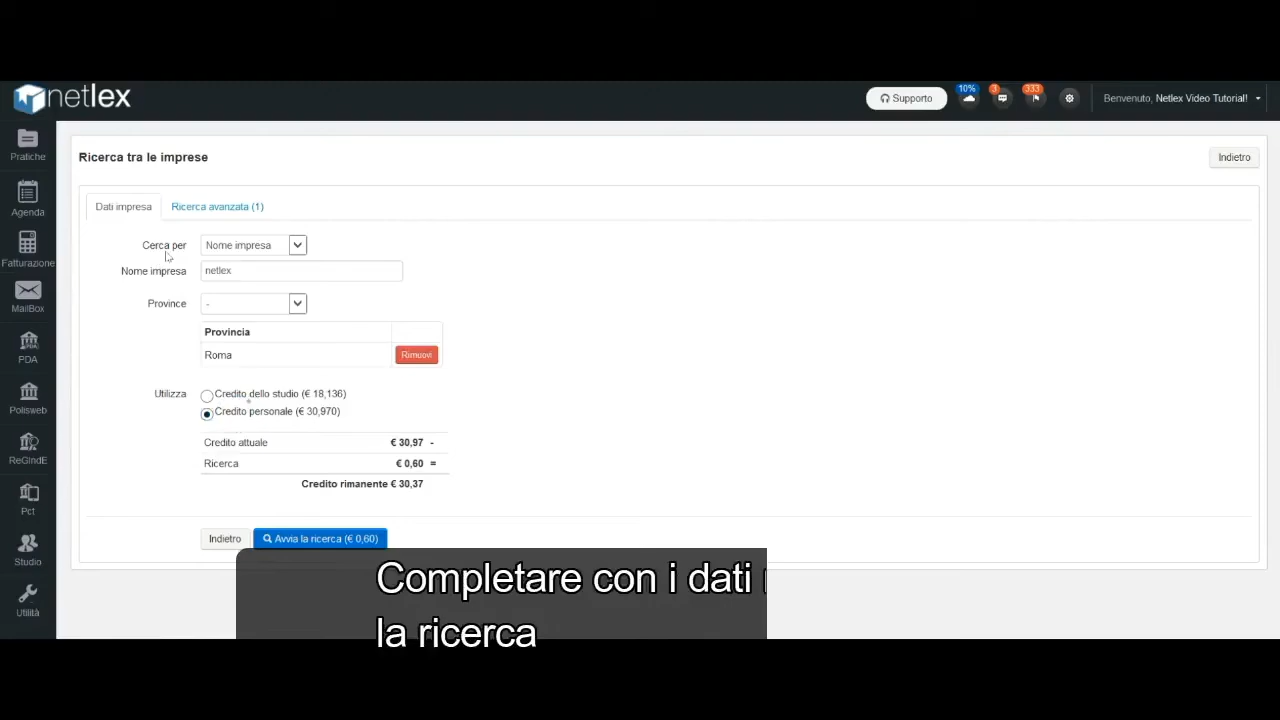 netlex
Supporto
10%
3
333
Benvenuto, Netlex Video Tutorial!
Pratiche
Agenda
Fatturazione
MailBox
PDA
Polisweb
ReGIndE
Pct
Studio
Utilità
Ricerca tra le imprese
Indietro
Dati impresa
Ricerca avanzata (1)
Cerca per
Nome impresa
Nome impresa
netlex
Province
-
Provincia
Roma
Rimuovi
Utilizza
Credito dello studio (€ 18,136)
Credito personale (€ 30,970)
Credito attuale € 30,97 -
Ricerca € 0,60 =
Credito rimanente € 30,37
Indietro
Avvia la ricerca (€ 0,60)
Completare con i dati
la ricerca